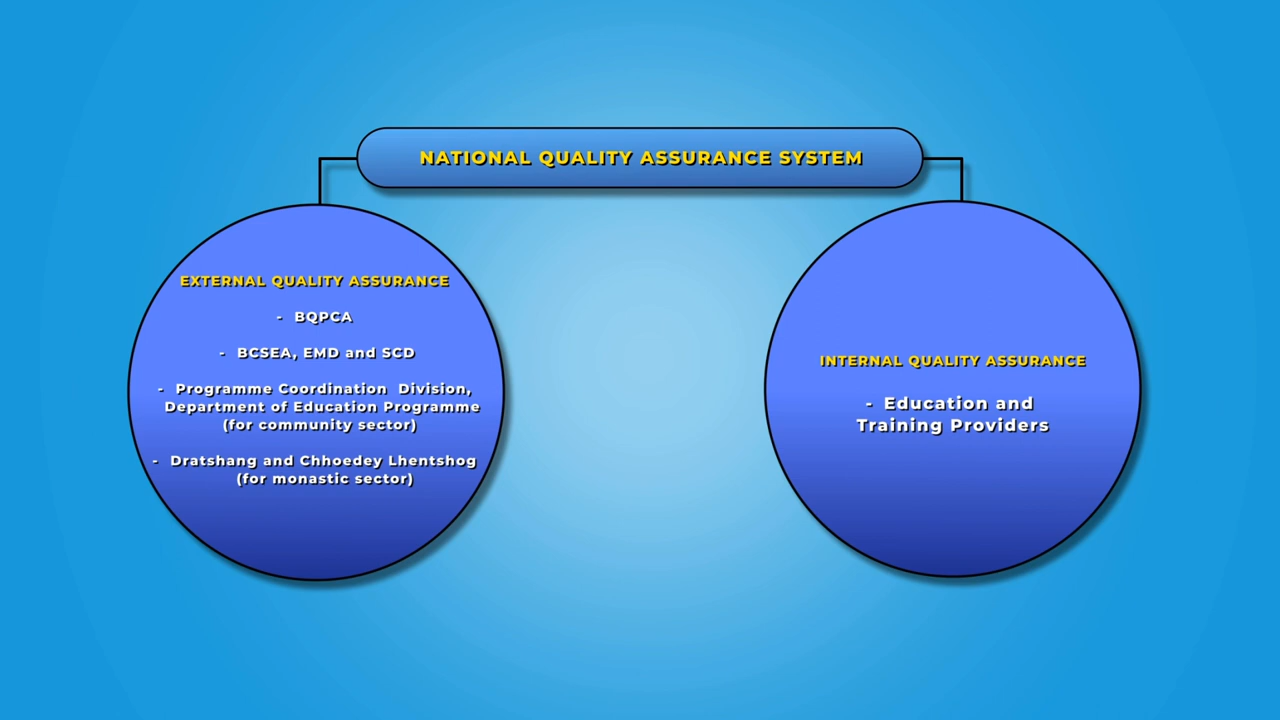 NATIONAL QUALITY ASSURANCE SYSTEM
EXTERNAL QUALITY ASSURANCE
- BQPCA
- BCSEA, EMD and SCD
- Programme Coordination Division,
Department of Education Programme
(for community sector)
- Dratshang and Chhoedey Lhentshog
(for monastic sector)
INTERNAL QUALITY ASSURANCE
- Education and
Training Providers